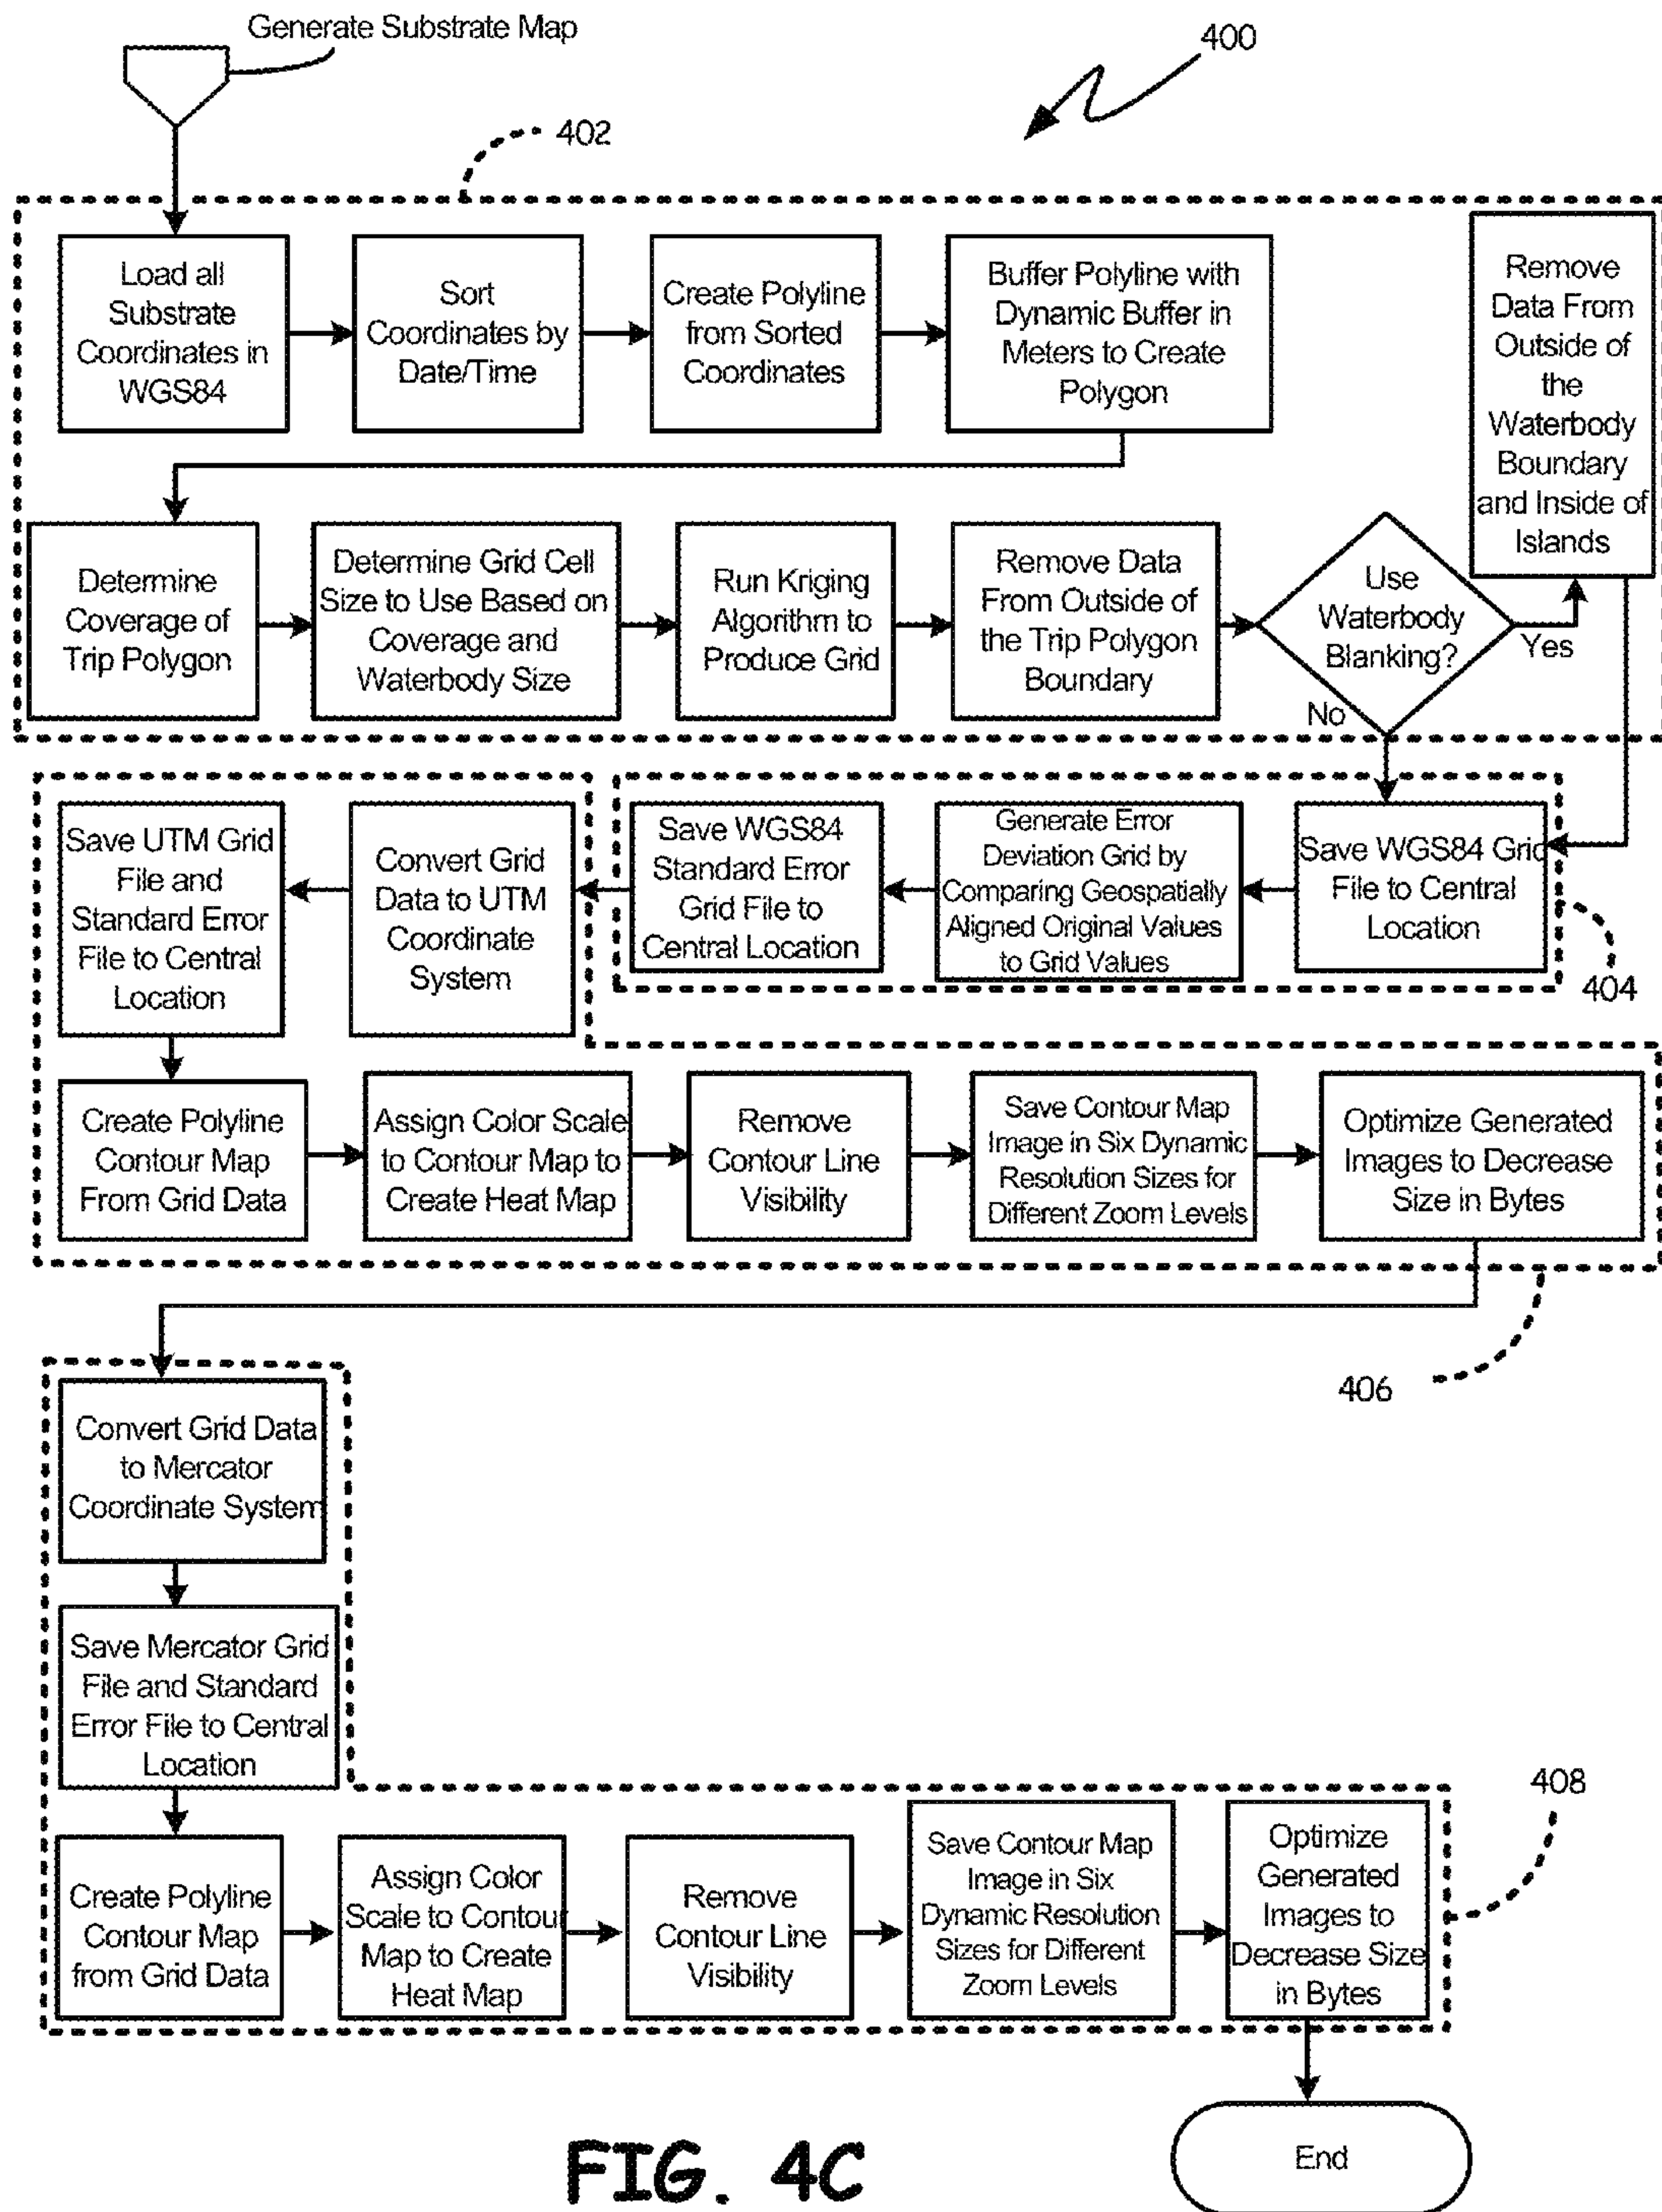 Generate Substrate Map
400
402
Load all
Substrate
Coordinates in
WGS84
Sort
Coordinates by
Date/Time
Create Polyline
from Sorted
Coordinates
Buffer Polyline with
Dynamic Buffer in
Meters to Create
Polygon
Remove
Data From
Outside of
the
Waterbody
Boundary
and Inside of
Islands
Determine
Coverage of
Trip Polygon
Determine Grid Cell
Size to Use Based on
Coverage and
Waterbody Size
Run Kriging
Algorithm to
Produce Grid
Remove Data
From Outside of
the Trip Polygon
Boundary
Use
Waterbody
Blanking?
Yes
No
Save WGS84 Grid
File to Central
Location
Generate Error
Deviation Grid by
Comparing Geospatially
Aligned Original Values
to Grid Values
Save WGS84
Standard Error
Grid File to
Central Location
404
Convert Grid
Data to UTM
Coordinate
System
Save UTM Grid
File and
Standard Error
File to Central
Location
Create Polyline
Contour Map
From Grid Data
Assign Color Scale
to Contour Map to
Create Heat Map
Remove
Contour Line
Visibility
Save Contour Map
Image in Six Dynamic
Resolution Sizes for
Different Zoom Levels
Optimize Generated
Images to Decrease
Size in Bytes
406
Convert Grid Data
to Mercator
Coordinate System
Save Mercator Grid
File and Standard
Error File to Central
Location
408
Create Polyline
Contour Map
from Grid Data
Assign Color
Scale to Contour
Map to Create
Heat Map
Remove
Contour Line
Visibility
Save Contour Map
Image in Six
Dynamic Resolution
Sizes for Different
Zoom Levels
Optimize
Generated
Images to
Decrease Size
in Bytes
End
FIG. 4C